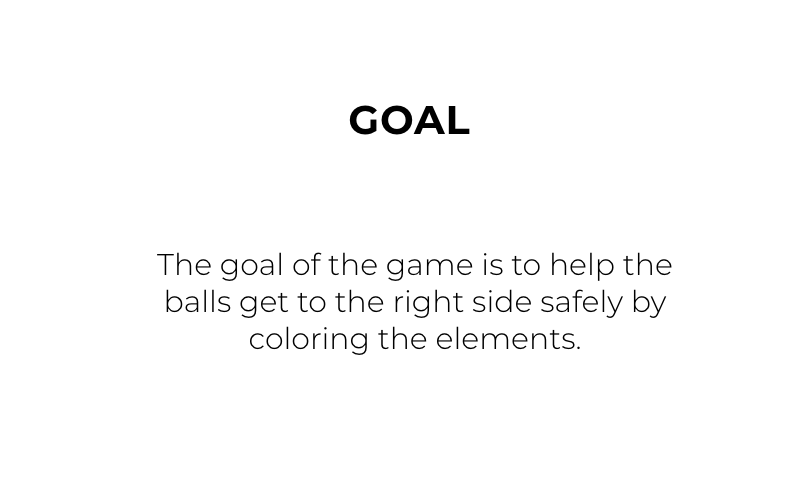 GOAL
The goal of the game is to help the
balls get to the right side safely by
coloring the elements.